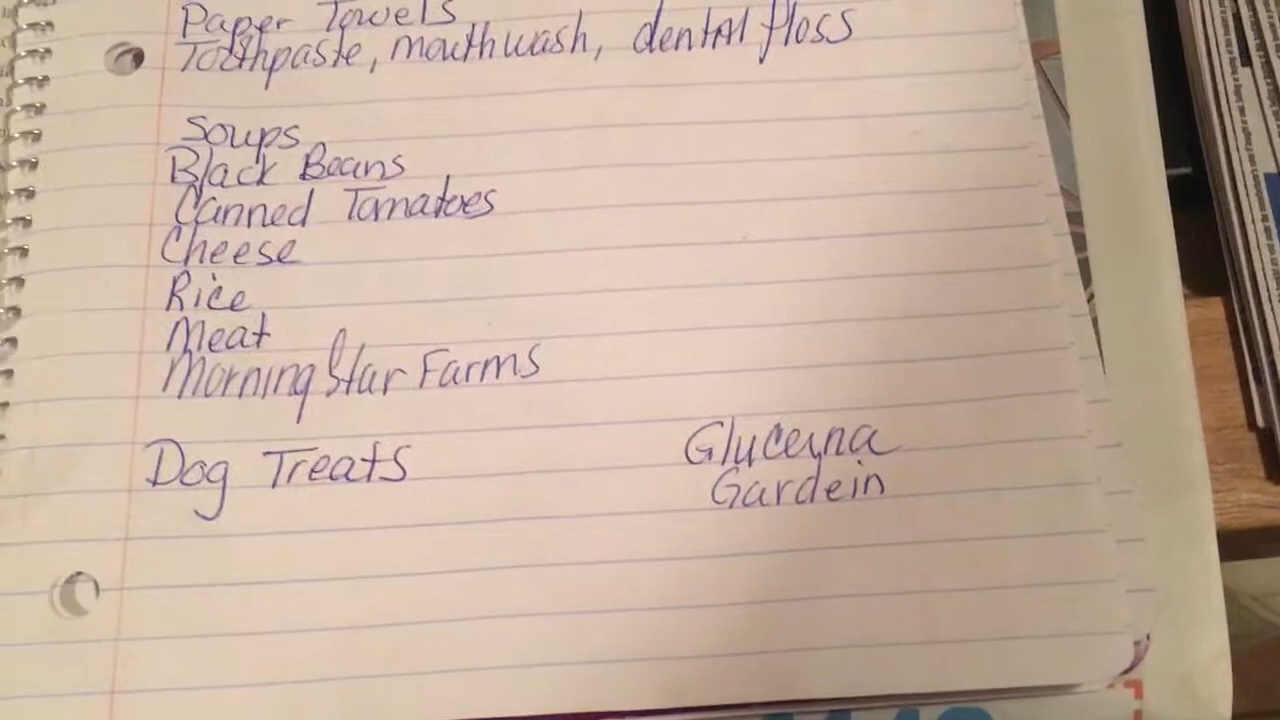 Paper Towels
Toothpaste, mouthwash, dental floss
Soups
Black Beans
Canned Tomatoes
Cheese
Rice
Meat
MorningStar Farms
Dog Treats
Glucerna
Gardein